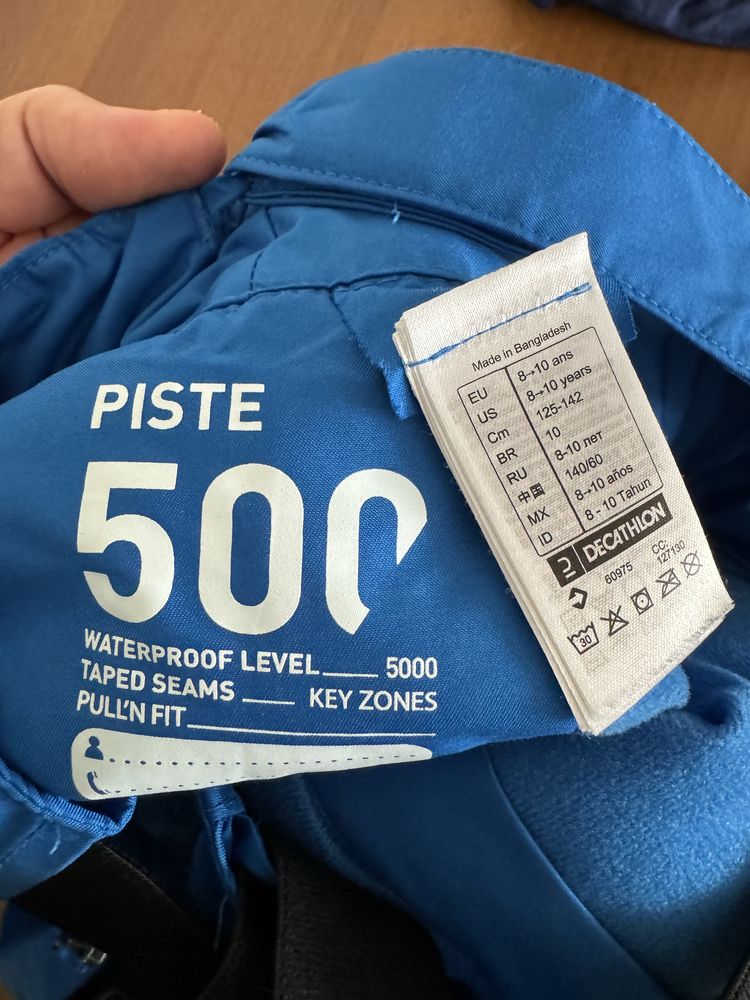 PISTE
500
WATERPROOF LEVEL 5000
TAPED SEAMS KEY ZONES
PULL'N FIT
Made in Bangladesh
EU 8→10 ans
US 8→10 years
Cm 125-142
BR 10
RU 8-10 лет
中国 140/60
MX 8→10 años
ID 8 - 10 Tahun
DECATHLON
60975 CC: 127130
30